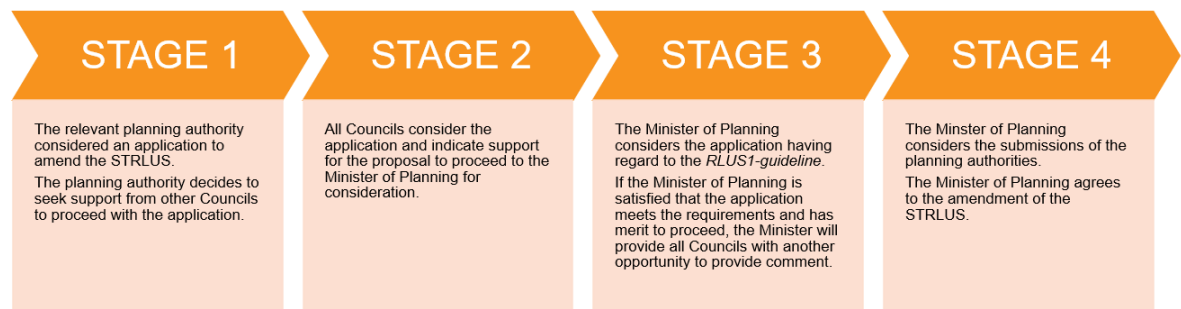 STAGE 1
The relevant planning authority
considered an application to
amend the STRLUS.
The planning authority decides to
seek support from other Councils
to proceed with the application.
STAGE 2
All Councils consider the
application and indicate support
for the proposal to proceed to the
Minister of Planning for
consideration.
STAGE 3
The Minister of Planning
considers the application having
regard to the RLUS1-guideline.
If the Minister of Planning is
satisfied that the application
meets the requirements and has
merit to proceed, the Minister will
provide all Councils with another
opportunity to provide comment.
STAGE 4
The Minster of Planning
considers the submissions of the
planning authorities.
The Minister of Planning agrees
to the amendment of the
STRLUS.